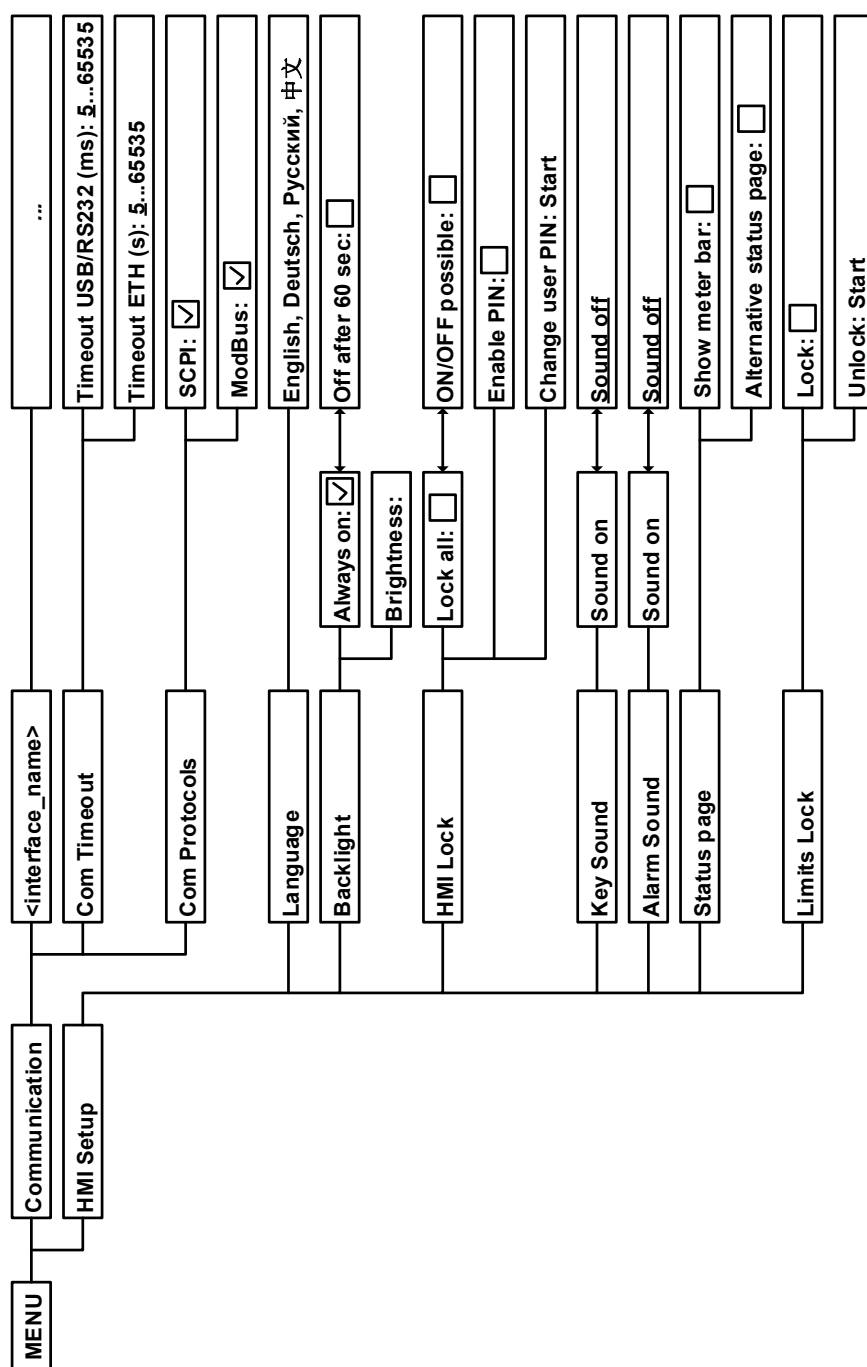 MENU
Communication
<interface_name>
...
Com Timeout
Timeout USB/RS232 (ms): 5...65535
Timeout ETH (s): 5...65535
Com Protocols
SCPI:
ModBus:
HMI Setup
Language
English, Deutsch, Русский, 中文
Backlight
Always on:
Off after 60 sec:
Brightness:
HMI Lock
Lock all:
ON/OFF possible:
Enable PIN:
Change user PIN: Start
Key Sound
Sound on
Sound off
Alarm Sound
Sound on
Sound off
Status page
Show meter bar:
Alternative status page:
Limits Lock
Lock:
Unlock: Start